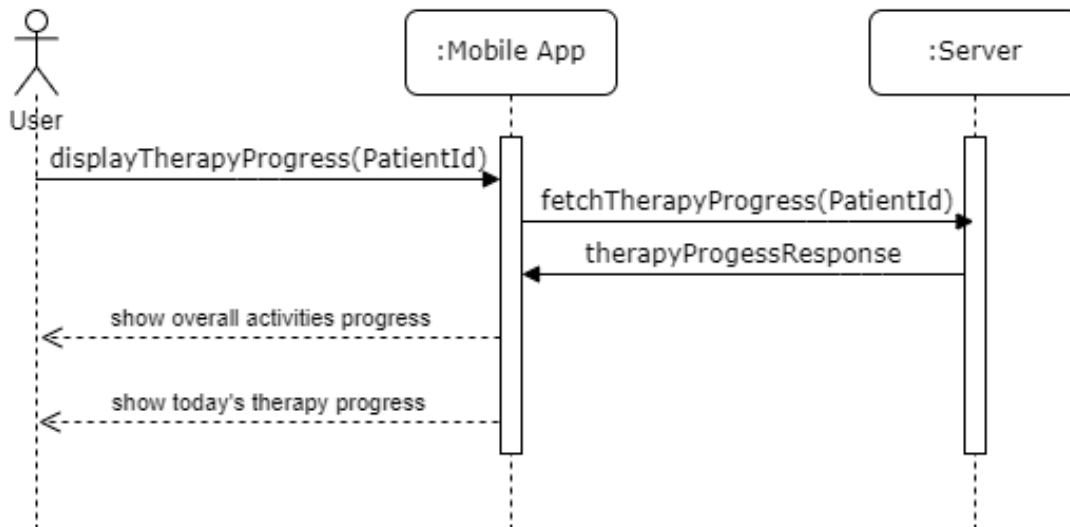 :Mobile App
:Server
User
displayTherapyProgress(PatientId)
fetchTherapyProgress(PatientId)
therapyProgessResponse
show overall activities progress
show today's therapy progress